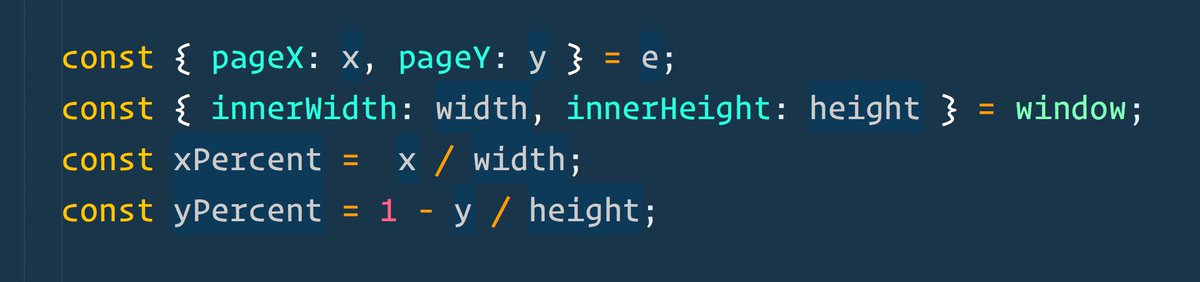 const { pageX: x, pageY: y } = e;
const { innerWidth: width, innerHeight: height } = window;
const xPercent =  x / width;
const yPercent = 1 - y / height;